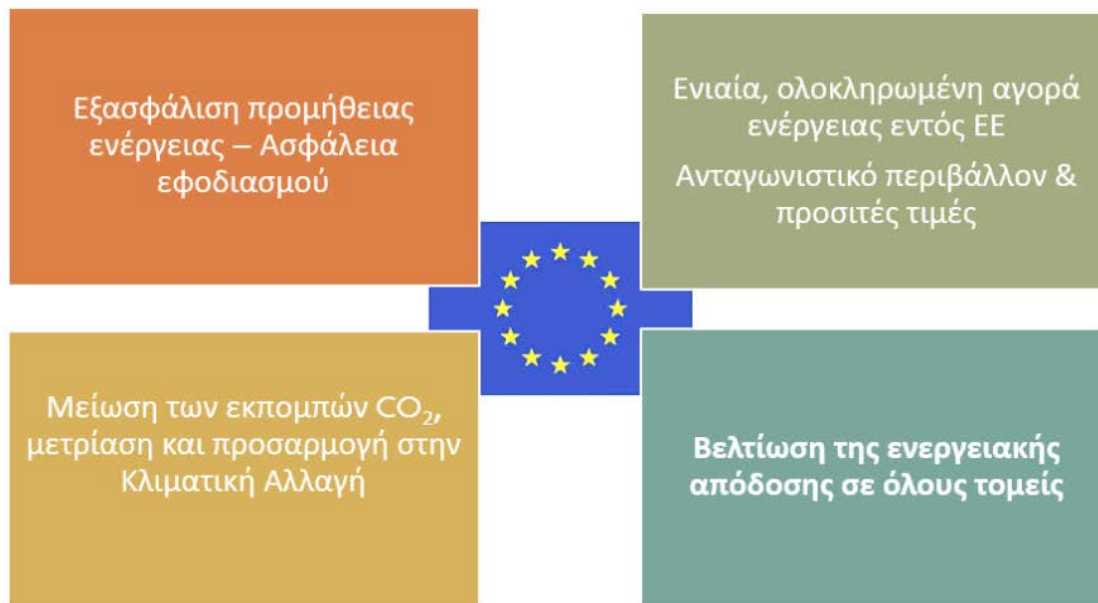 Εξασφάλιση προμήθειας
ενέργειας – Ασφάλεια
εφοδιασμού
Ενιαία, ολοκληρωμένη αγορά
ενέργειας εντός ΕΕ
Ανταγωνιστικό περιβάλλον &
προσιτές τιμές
Μείωση των εκπομπών CO₂,
μετρίαση και προσαρμογή στην
Κλιματική Αλλαγή
Βελτίωση της ενεργειακής
απόδοσης σε όλους τομείς